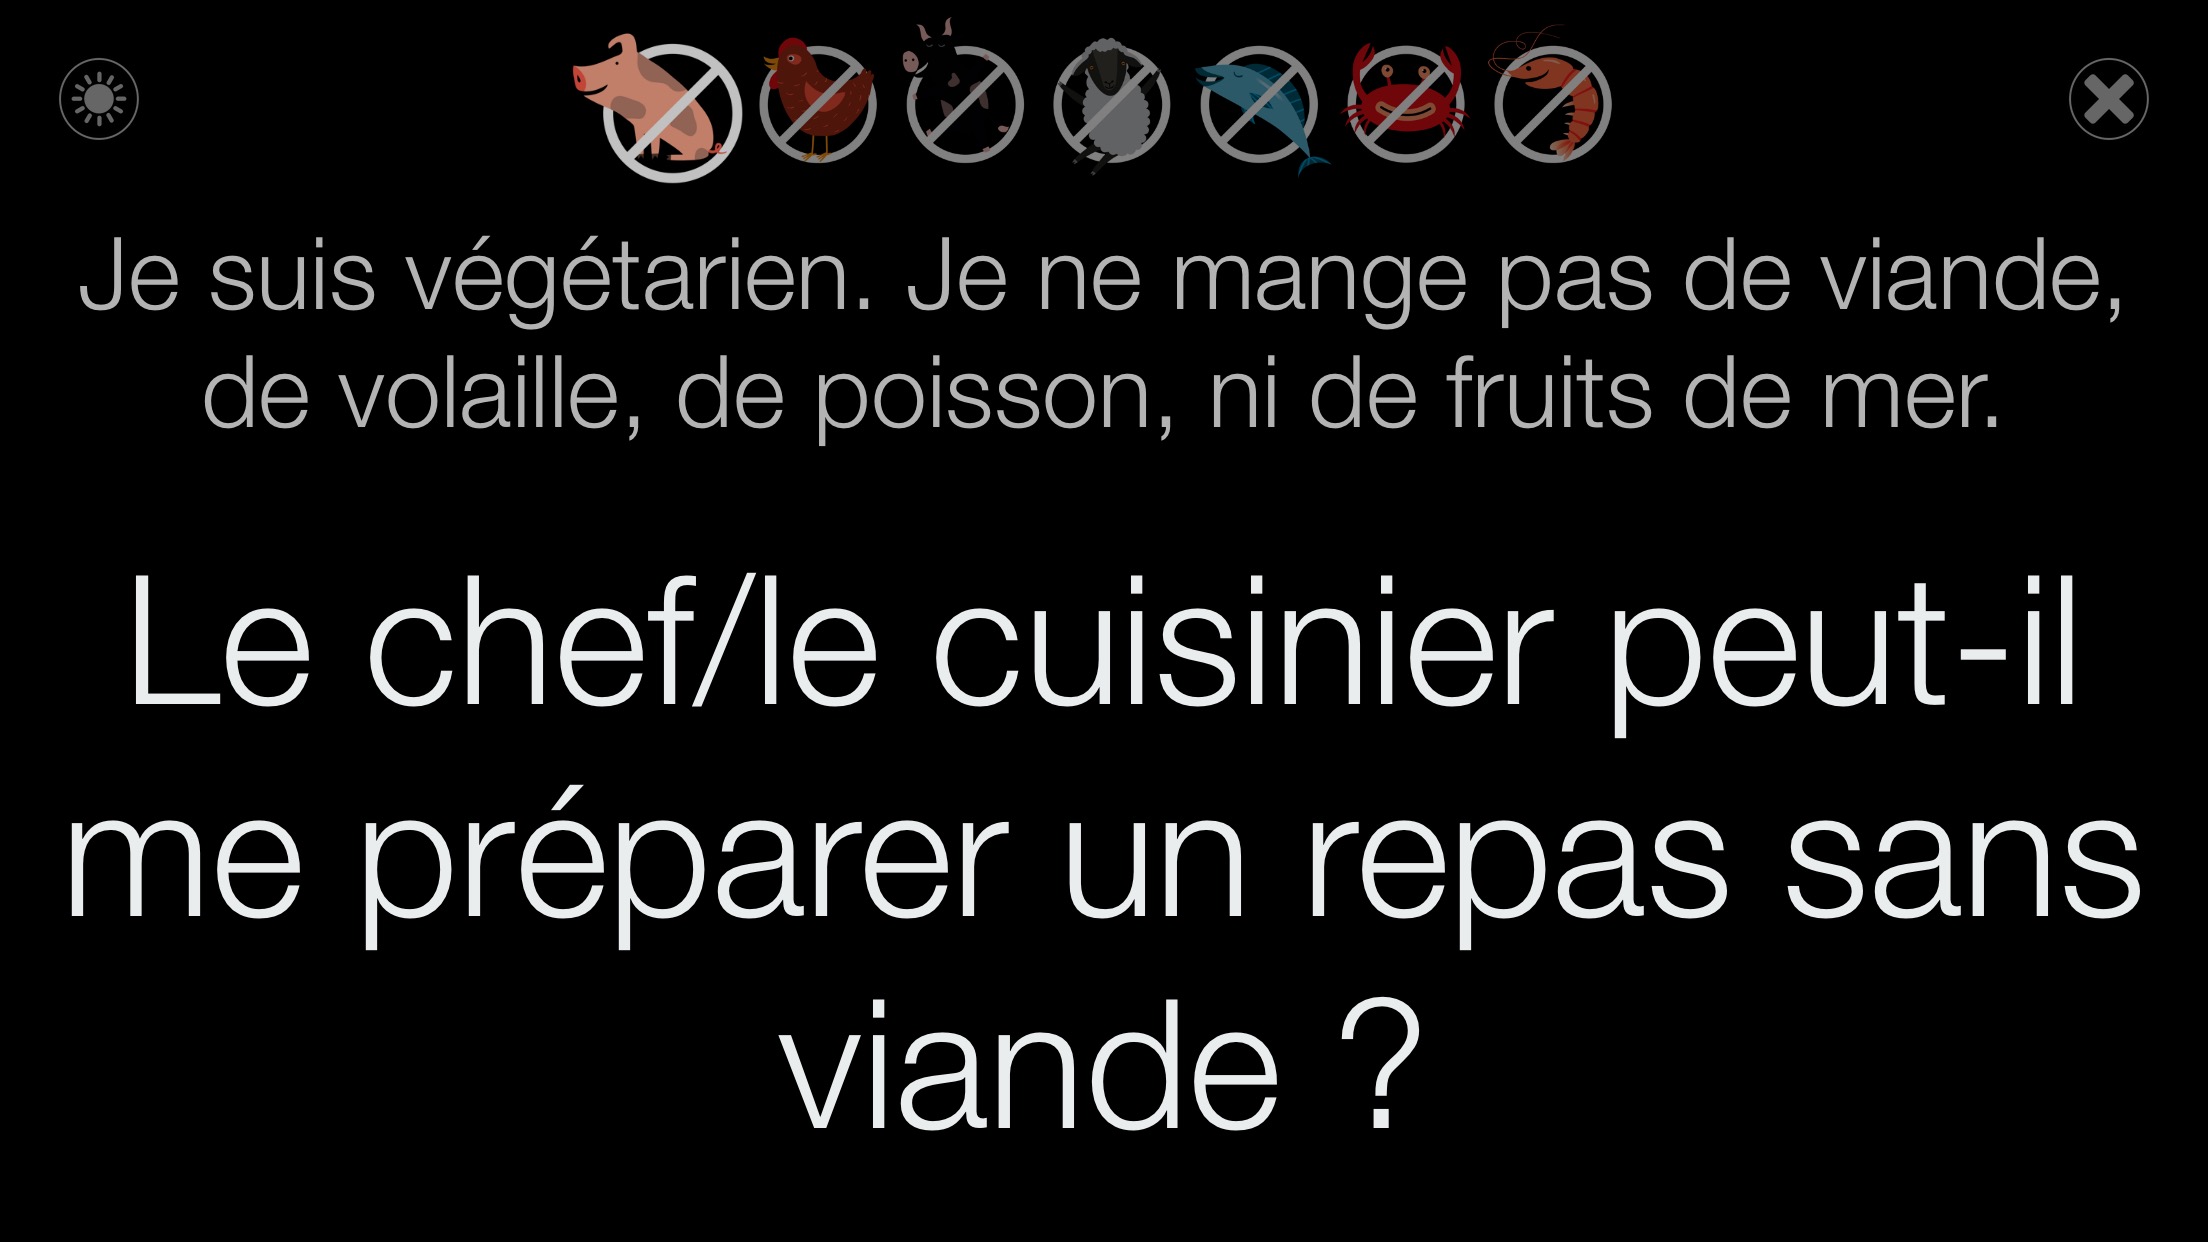 Je suis végétarien. Je ne mange pas de viande,
de volaille, de poisson, ni de fruits de mer.
Le chef/le cuisinier peut-il
me préparer un repas sans
viande ?